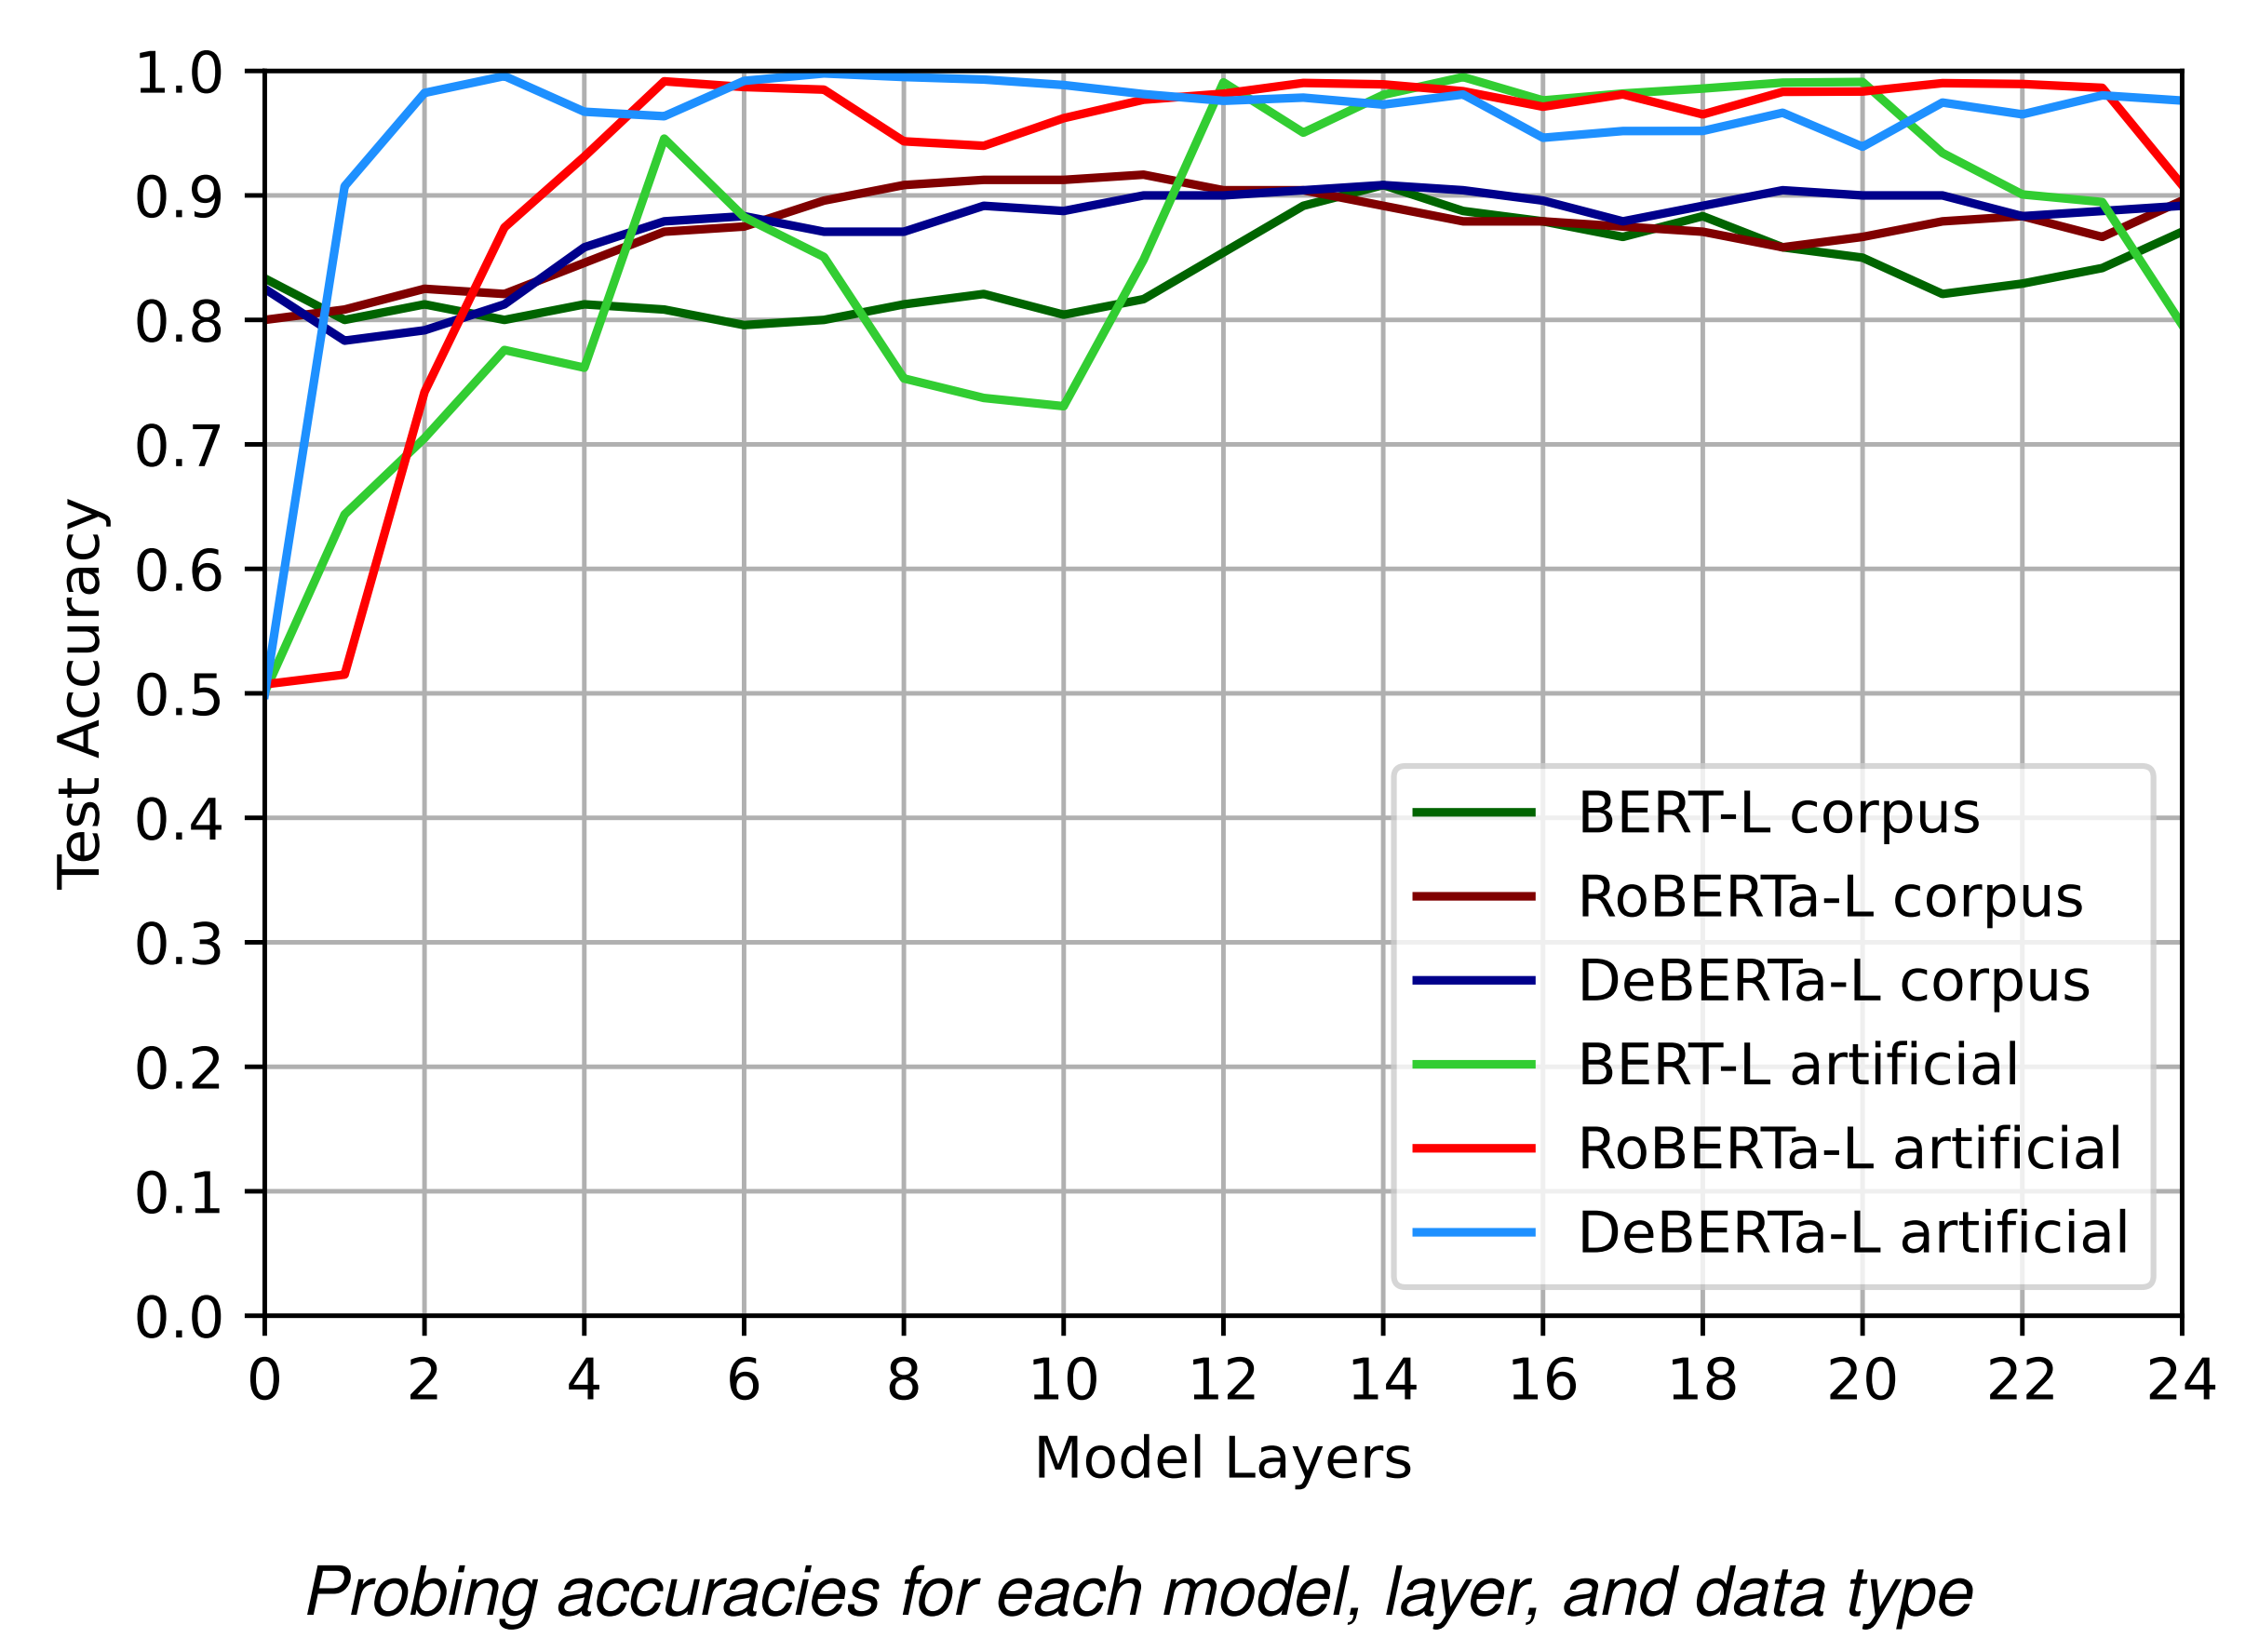 1.0
0.9
0.8
0.7
0.6
0.5
0.4
0.3
0.2
0.1
0.0
Test Accuracy
BERT-L corpus
RoBERTa-L corpus
DeBERTa-L corpus
BERT-L artificial
RoBERTa-L artificial
DeBERTa-L artificial
0 2 4 6 8 10 12 14 16 18 20 22 24
Model Layers
Probing accuracies for each model, layer, and data type